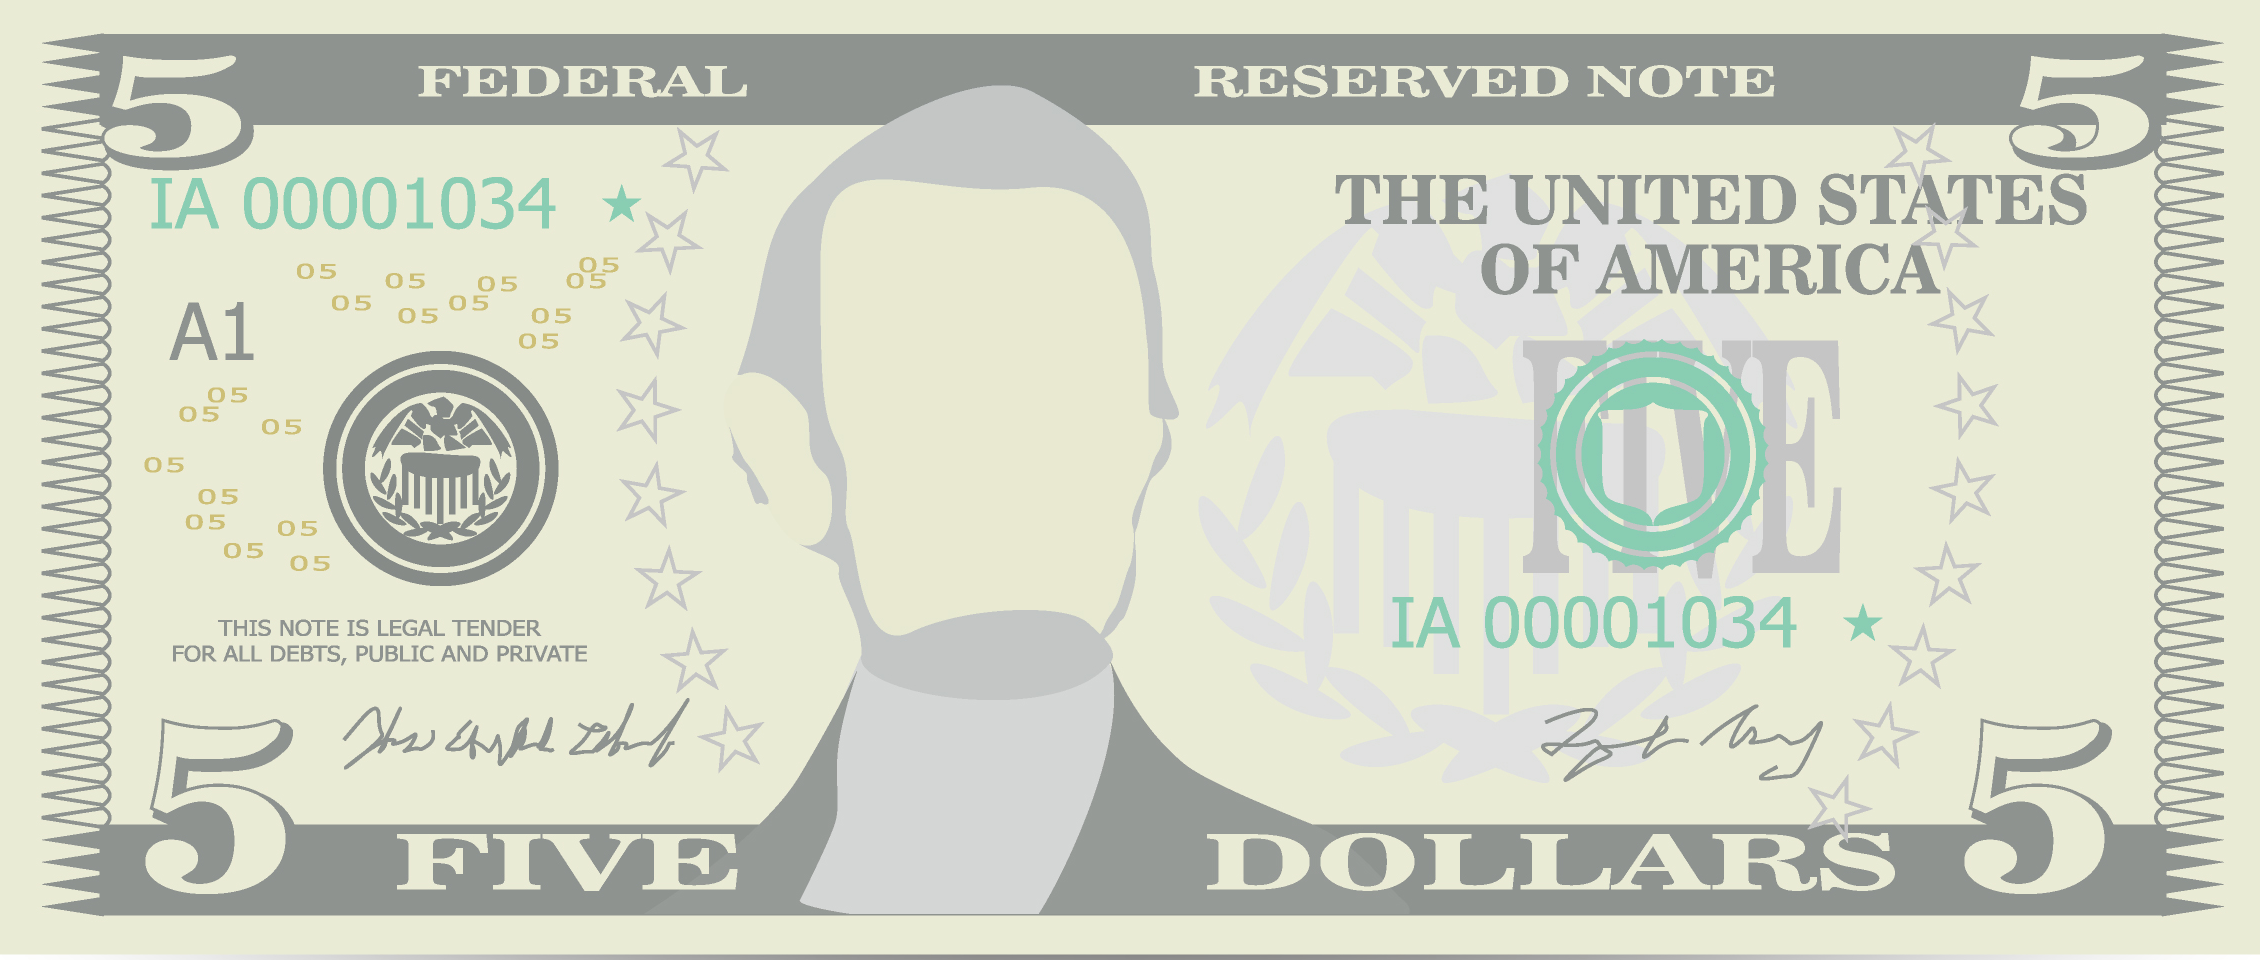 5 FEDERAL RESERVED NOTE 5
IA 00001034
THE UNITED STATES
OF AMERICA
05
05
05
05
05
05
05
05
05
05
A1
FIVE
05
05
05
05
05
05
05
05
05
IA 00001034
THIS NOTE IS LEGAL TENDER
FOR ALL DEBTS, PUBLIC AND PRIVATE
5 FIVE DOLLARS 5